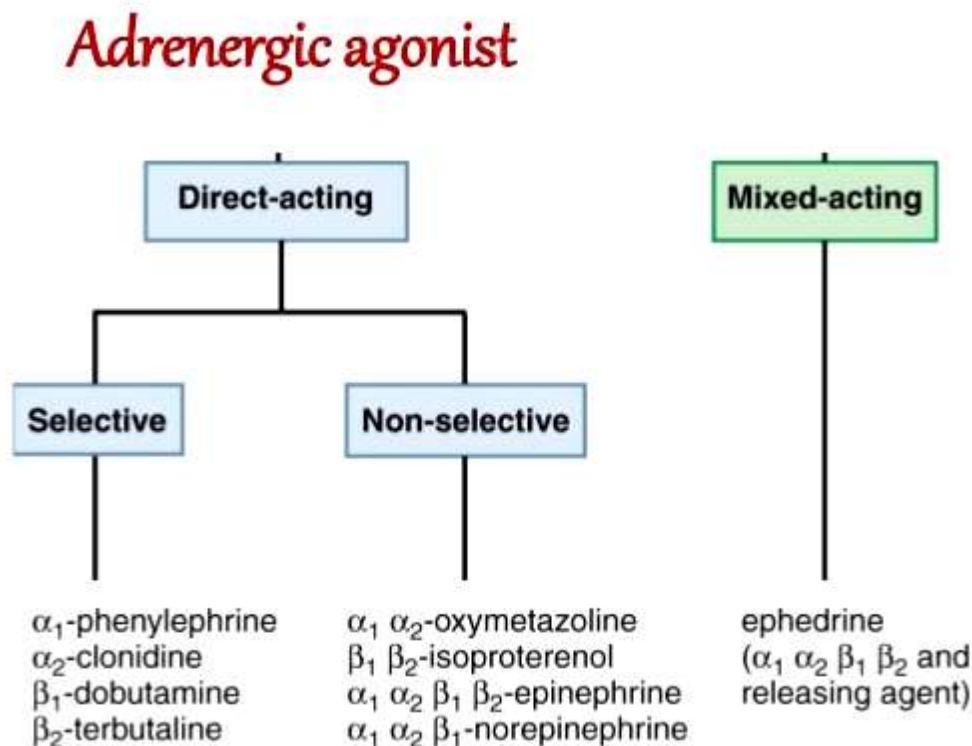 Adrenergic agonist
Direct-acting
Mixed-acting
Selective
Non-selective
α₁-phenylephrine
α₂-clonidine
β₁-dobutamine
β₂-terbutaline
α₁ α₂-oxymetazoline
β₁ β₂-isoproterenol
α₁ α₂ β₁ β₂-epinephrine
α₁ α₂ β₁-norepinephrine
ephedrine
(α₁ α₂ β₁ β₂ and
releasing agent)